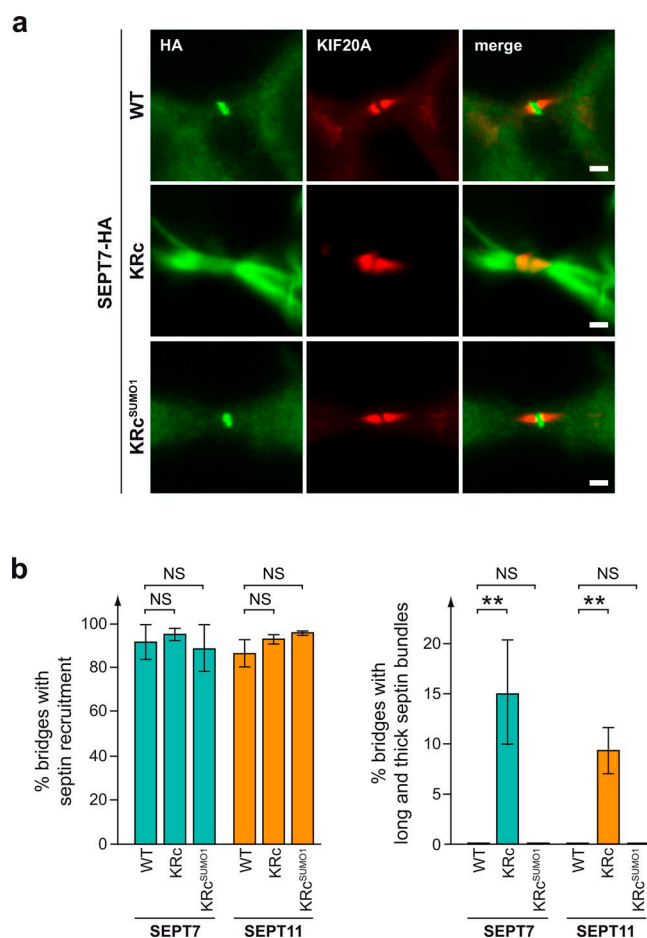 a
HA
KIF20A
merge
SEPT7-HA
WT
KRc
KRcSUMO1
b
% bridges with
septin recruitment
100
80
60
40
20
0
NS
NS
NS
NS
WT
KRc
KRcSUMO1
WT
KRc
KRcSUMO1
SEPT7
SEPT11
% bridges with
long and thick septin bundles
20
15
10
5
0
NS
**
NS
**
WT
KRc
KRcSUMO1
WT
KRc
KRcSUMO1
SEPT7
SEPT11